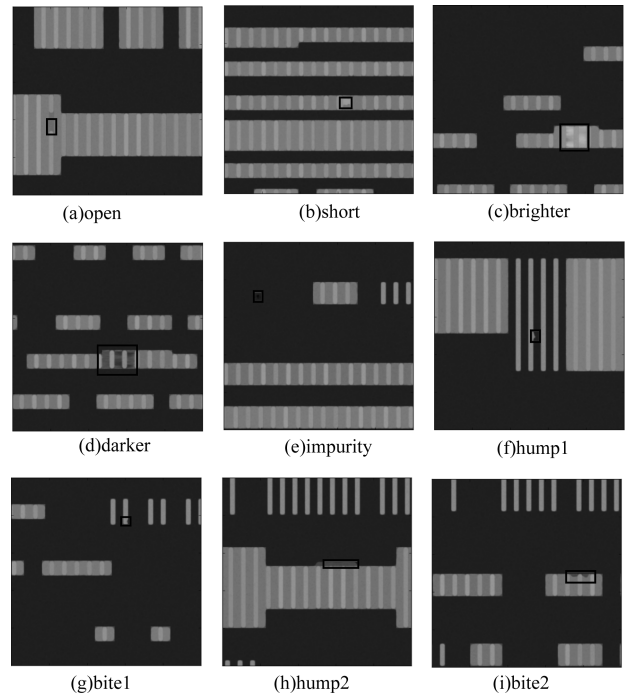 (a)open
(b)short
(c)brighter
(d)darker
(e)impurity
(f)hump1
(g)bite1
(h)hump2
(i)bite2